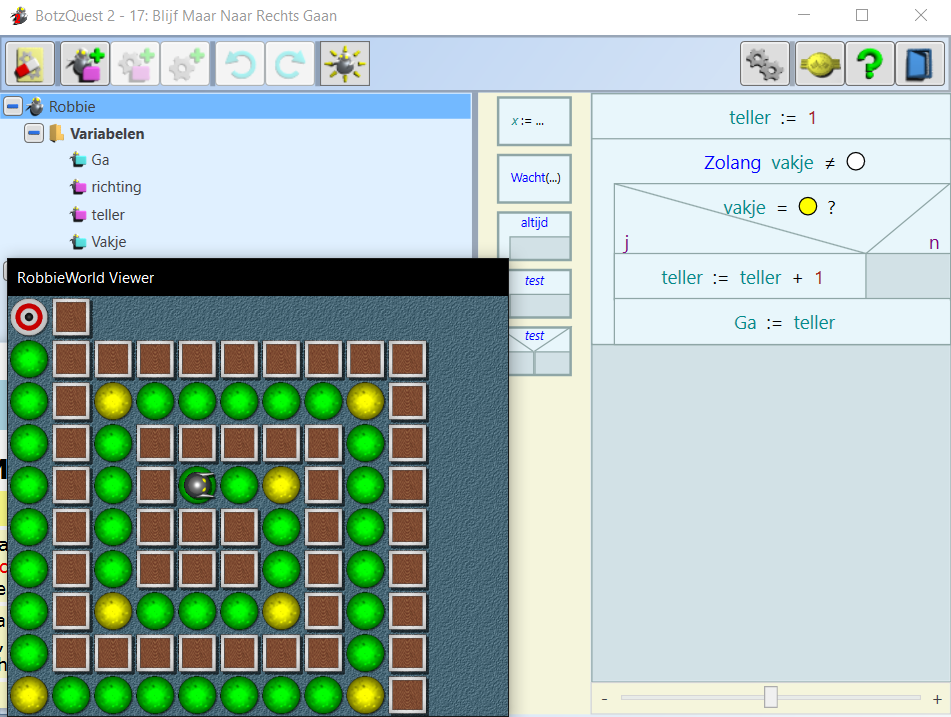 BotzQuest 2 - 17: Blijf Maar Naar Rechts Gaan
Robbie
Variabelen
Ga
richting
teller
Vakje
RobbieWorld Viewer
x := ...
Wacht(...)
altijd
test
test
teller := 1
Zolang vakje ≠
vakje = ?
j n
teller := teller + 1
Ga := teller
- +